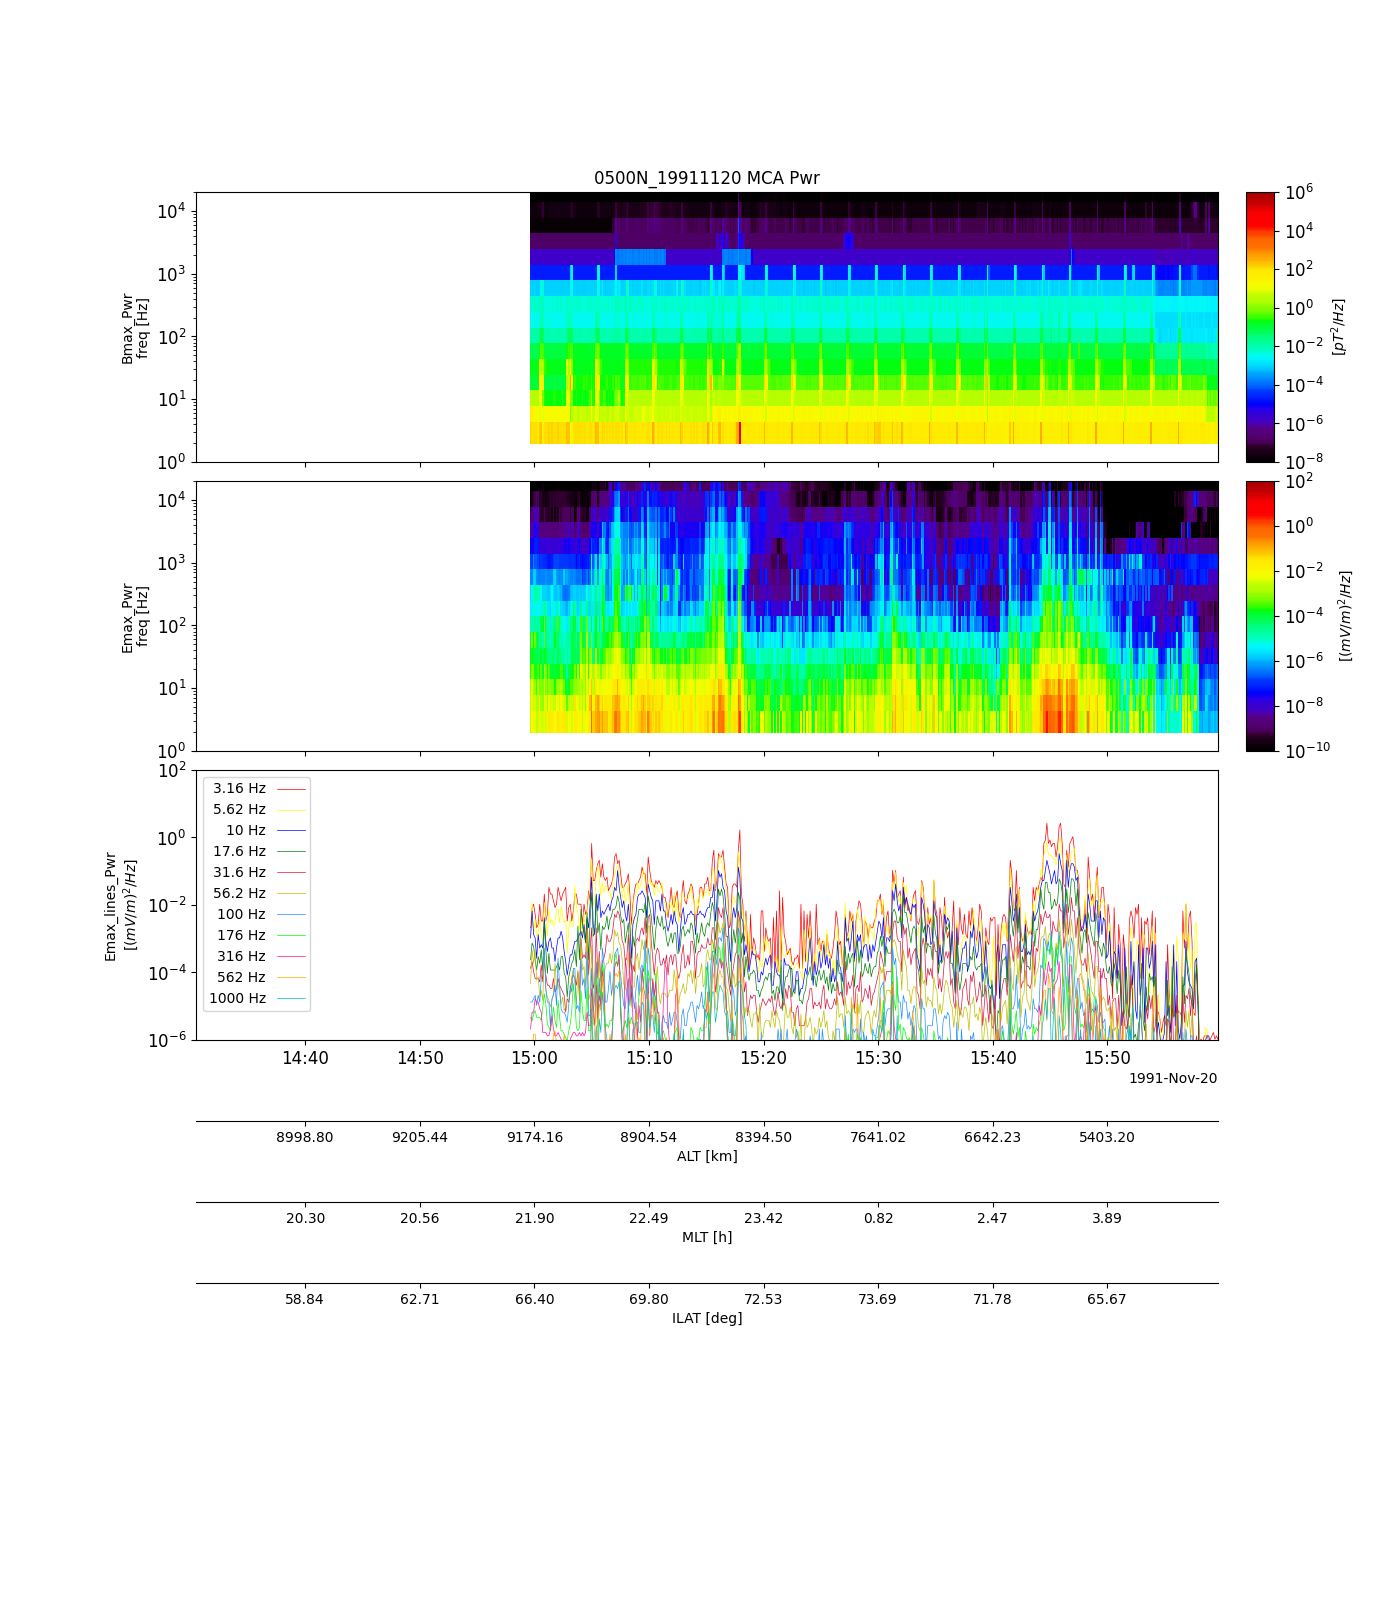 0500N_19911120 MCA Pwr
10^4
10^3
10^2
10^1
10^0
Bmax_Pwr
freq [Hz]
10^6
10^4
10^2
10^0
10^-2
10^-4
10^-6
10^-8
[pT^2/Hz]
10^4
10^3
10^2
10^1
10^0
Emax_Pwr
freq [Hz]
10^2
10^0
10^-2
10^-4
10^-6
10^-8
10^-10
[(mV/m)^2/Hz]
10^2
10^0
10^-2
10^-4
10^-6
Emax_lines_Pwr
[(mV/m)^2/Hz]
3.16 Hz
5.62 Hz
10 Hz
17.6 Hz
31.6 Hz
56.2 Hz
100 Hz
176 Hz
316 Hz
562 Hz
1000 Hz
14:40 14:50 15:00 15:10 15:20 15:30 15:40 15:50
1991-Nov-20
8998.80 9205.44 9174.16 8904.54 8394.50 7641.02 6642.23 5403.20
ALT [km]
20.30 20.56 21.90 22.49 23.42 0.82 2.47 3.89
MLT [h]
58.84 62.71 66.40 69.80 72.53 73.69 71.78 65.67
ILAT [deg]